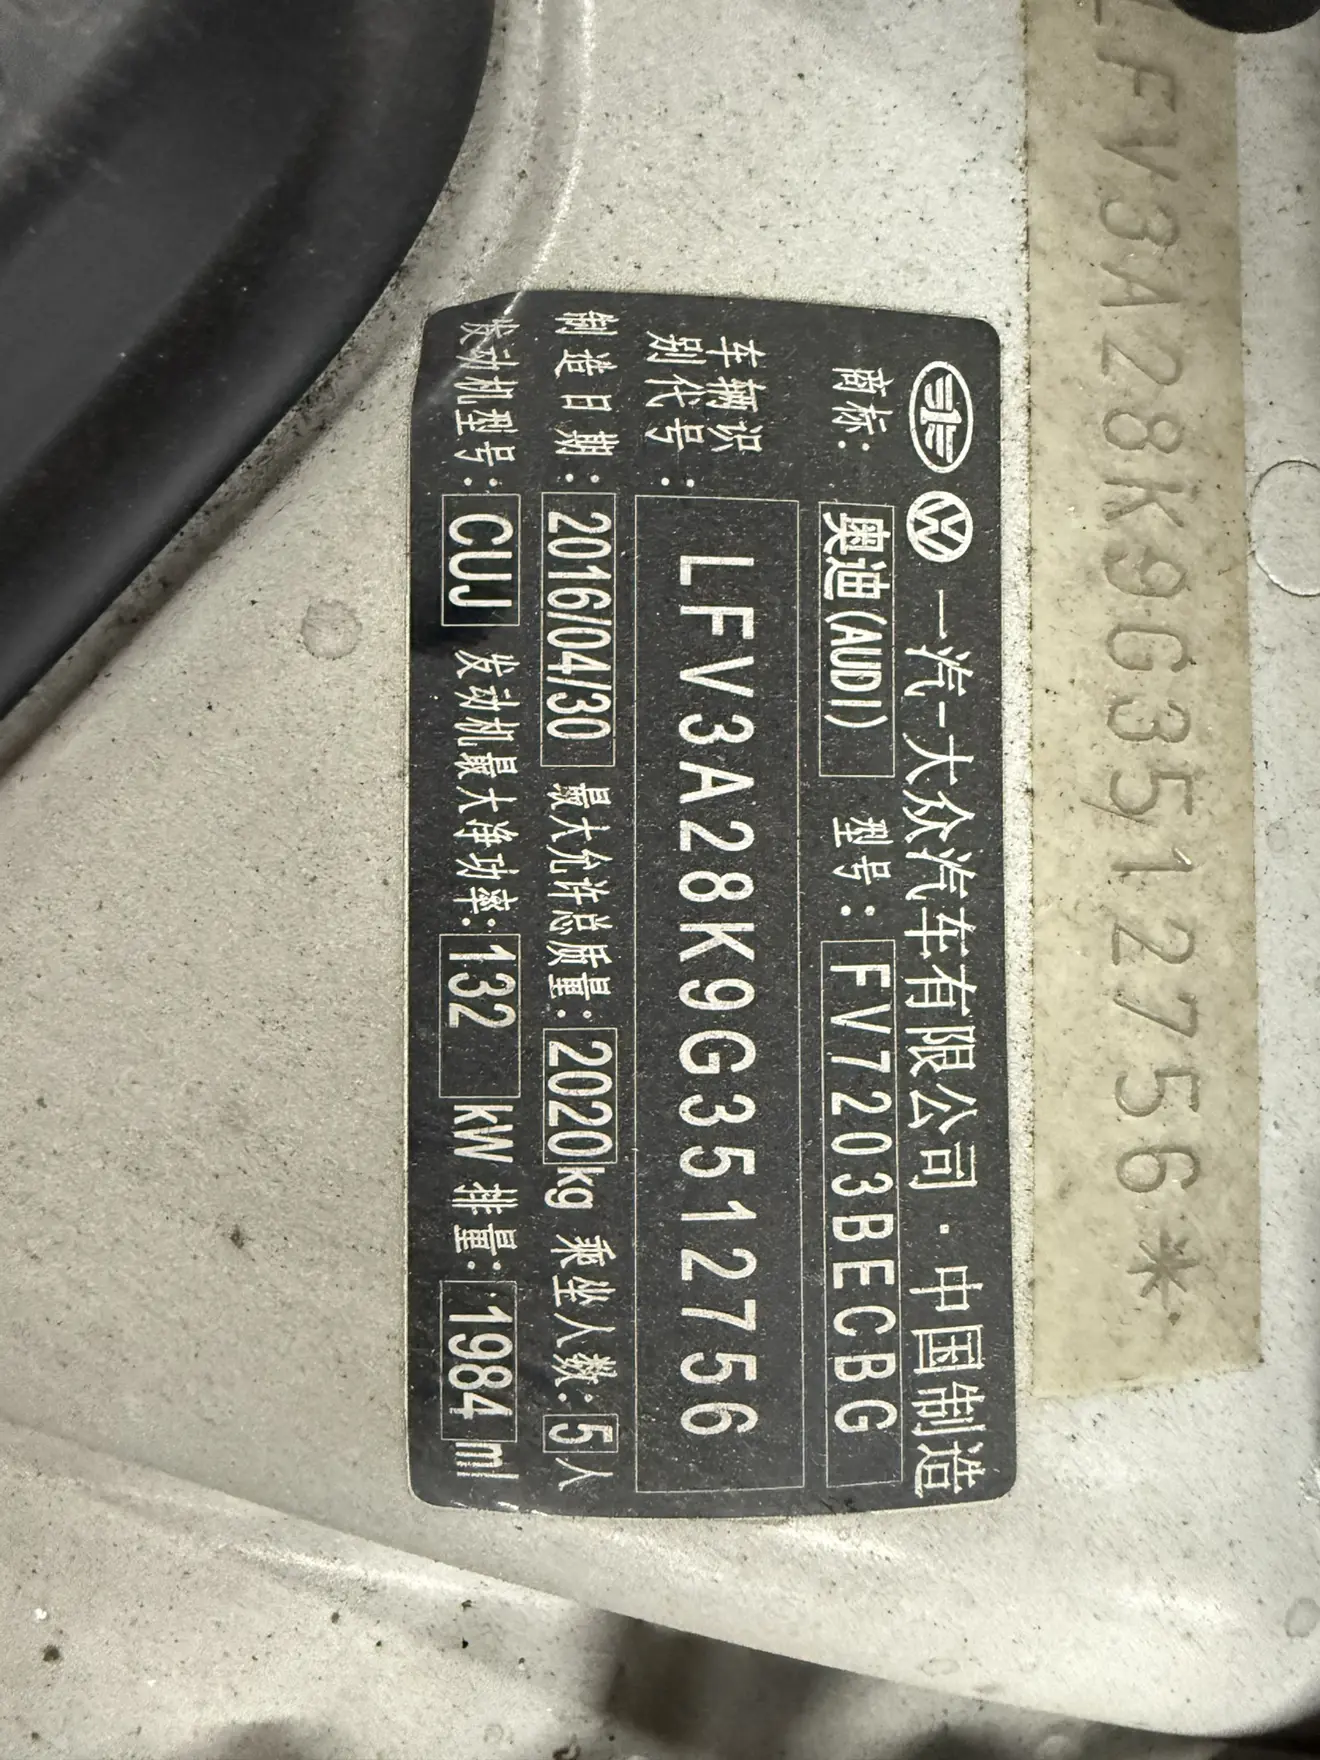 LFV3A28K9G3512756*
一汽-大众汽车有限公司·中国制造
商标: 奥迪(AUDI) 型号: FV7203BECBG
车辆识
别代号: LFV3A28K9G3512756
制造日期: 2016/04/30 最大允许总质量: 2020kg 乘坐人数: 5人
发动机型号: CUJ 发动机最大净功率: 132 kW 排量: 1984 ml